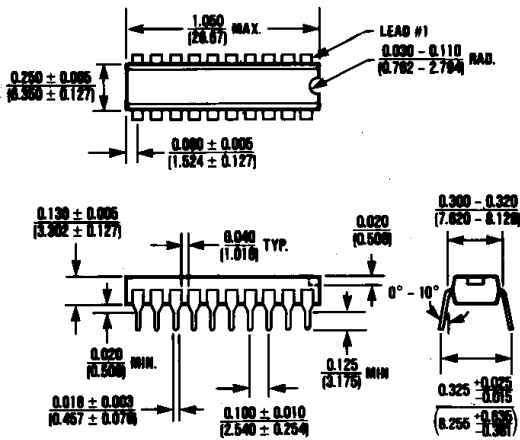 1.050
(26.67) MAX.
LEAD #1
0.030 – 0.110
(0.762 – 2.794) RAD.
0.250 ± 0.005
(6.350 ± 0.127)
0.060 ± 0.005
(1.524 ± 0.127)
0.130 ± 0.005
(3.302 ± 0.127)
0.040
(1.016) TYP.
0.020
(0.508)
0.300 – 0.320
(7.620 – 8.128)
0° – 10°
0.020
(0.508) MIN.
0.125
(3.175) MIN
0.018 ± 0.003
(0.457 ± 0.076)
0.100 ± 0.010
(2.540 ± 0.254)
0.325 +0.025
–0.015
(8.255 +0.635
–0.381)